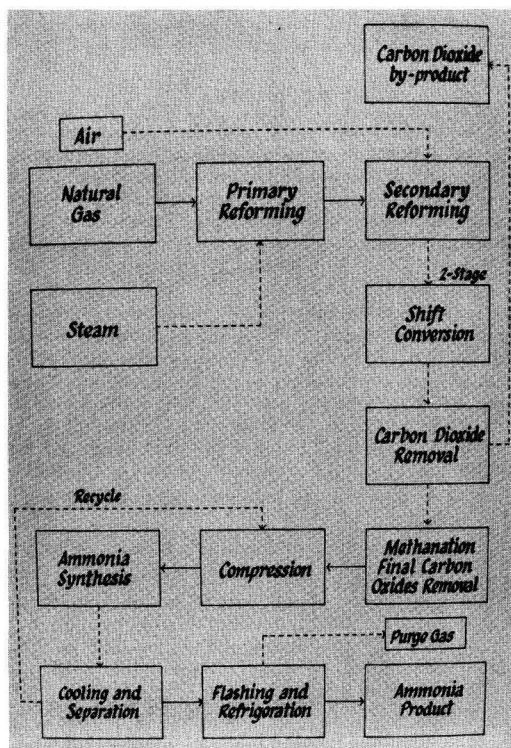 Carbon Dioxide
by-product
Air
Natural
Gas
Primary
Reforming
Secondary
Reforming
2-Stage
Steam
Shift
Conversion
Carbon Dioxide
Removal
Recycle
Ammonia
Synthesis
Compression
Methanation
Final Carbon
Oxides Removal
Purge Gas
Cooling and
Separation
Flashing and
Refrigeration
Ammonia
Product